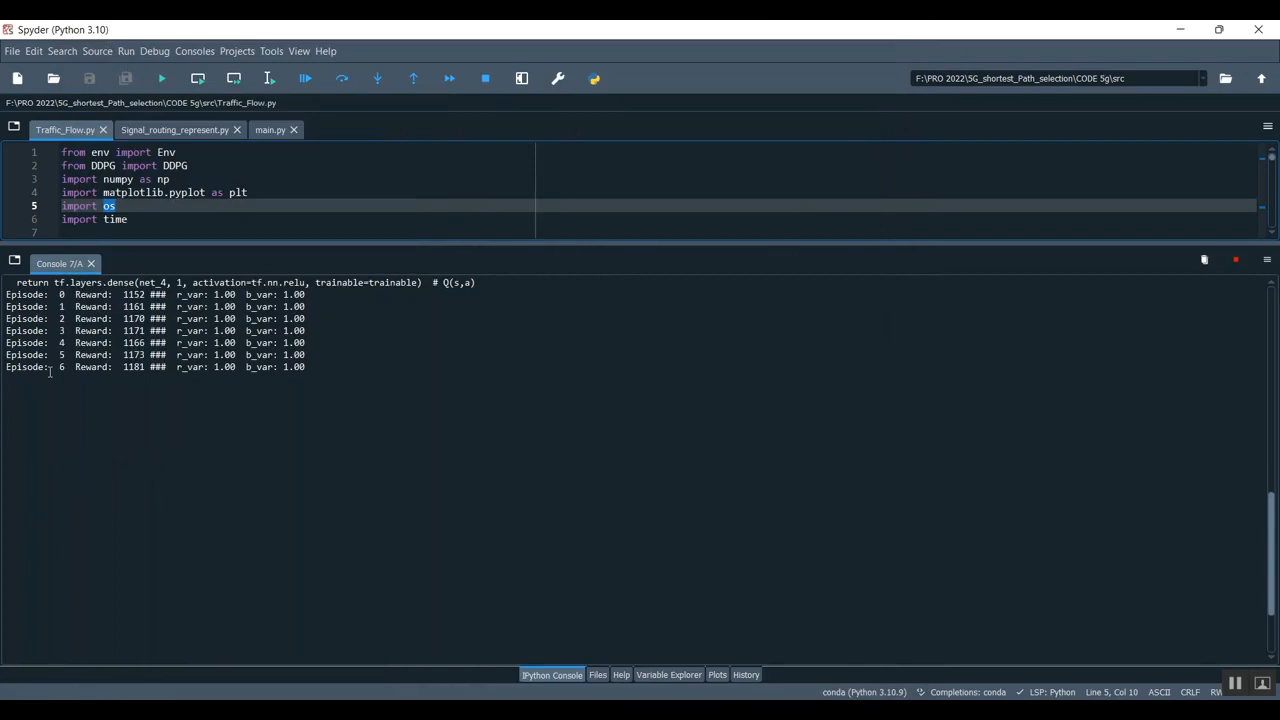 Spyder (Python 3.10)
File Edit Search Source Run Debug Consoles Projects Tools View Help
F:\PRO 2022\5G_shortest_Path_selection\CODE 5g\src
F:\PRO 2022\5G_shortest_Path_selection\CODE 5g\src\Traffic_Flow.py
Traffic_Flow.py Signal_routing_represent.py main.py
1 from env import Env
2 from DDPG import DDPG
3 import numpy as np
4 import matplotlib.pyplot as plt
5 import os
6 import time
7
Console 7/A
return tf.layers.dense(net_4, 1, activation=tf.nn.relu, trainable=trainable) # Q(s,a)
Episode: 0 Reward: 1152 ### r_var: 1.00 b_var: 1.00
Episode: 1 Reward: 1161 ### r_var: 1.00 b_var: 1.00
Episode: 2 Reward: 1170 ### r_var: 1.00 b_var: 1.00
Episode: 3 Reward: 1171 ### r_var: 1.00 b_var: 1.00
Episode: 4 Reward: 1166 ### r_var: 1.00 b_var: 1.00
Episode: 5 Reward: 1173 ### r_var: 1.00 b_var: 1.00
Episode: 6 Reward: 1181 ### r_var: 1.00 b_var: 1.00
IPython Console Files Help Variable Explorer Plots History
conda (Python 3.10.9) Completions: conda LSP: Python Line 5, Col 10 ASCII CRLF RW